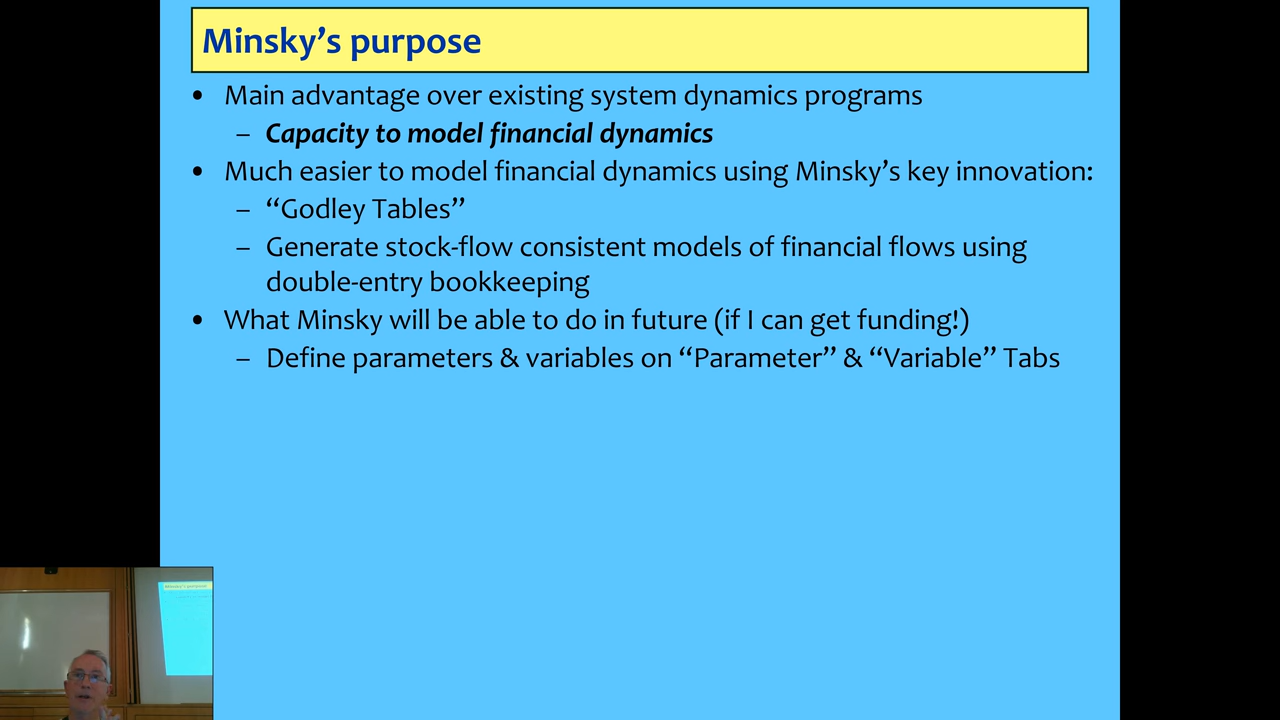 Minsky’s purpose
• Main advantage over existing system dynamics programs
– Capacity to model financial dynamics
• Much easier to model financial dynamics using Minsky’s key innovation:
– “Godley Tables”
– Generate stock-flow consistent models of financial flows using
double-entry bookkeeping
• What Minsky will be able to do in future (if I can get funding!)
– Define parameters & variables on “Parameter” & “Variable” Tabs
Minsky's purpose